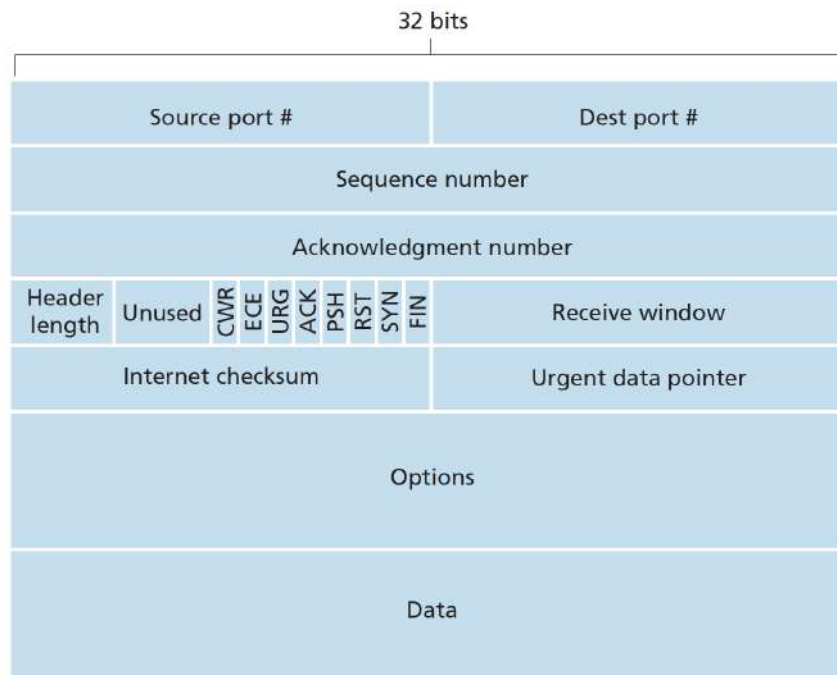 32 bits
Source port # Dest port #
Sequence number
Acknowledgment number
Header length Unused CWR ECE URG ACK PSH RST SYN FIN Receive window
Internet checksum Urgent data pointer
Options
Data